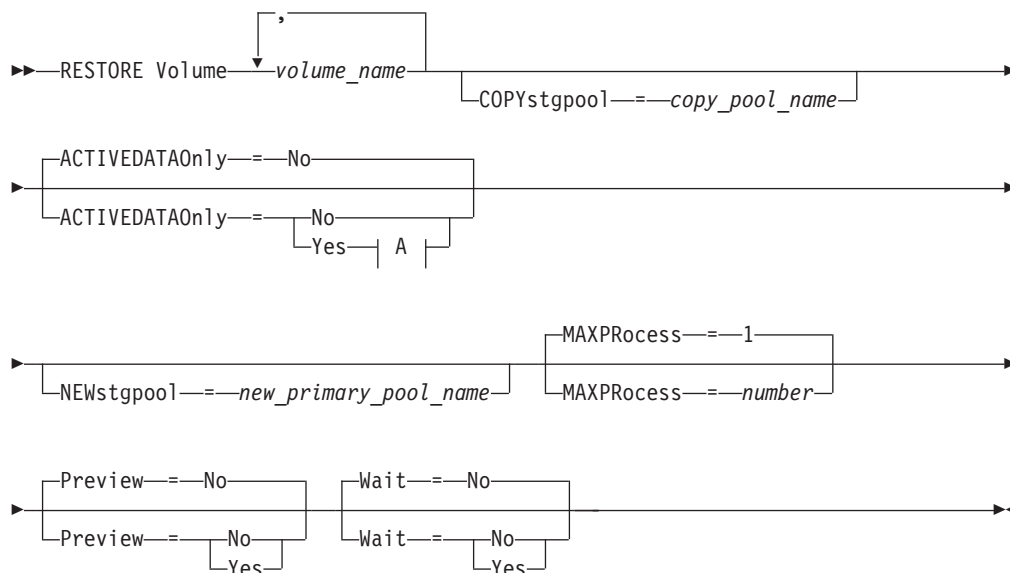 ,
RESTORE Volume volume_name
COPYstgpool = copy_pool_name
ACTIVEDATAOnly = No
ACTIVEDATAOnly = No
Yes A
NEWstgpool = new_primary_pool_name
MAXPRocess = 1
MAXPRocess = number
Preview = No
Preview = No
Yes
Wait = No
Wait = No
Yes